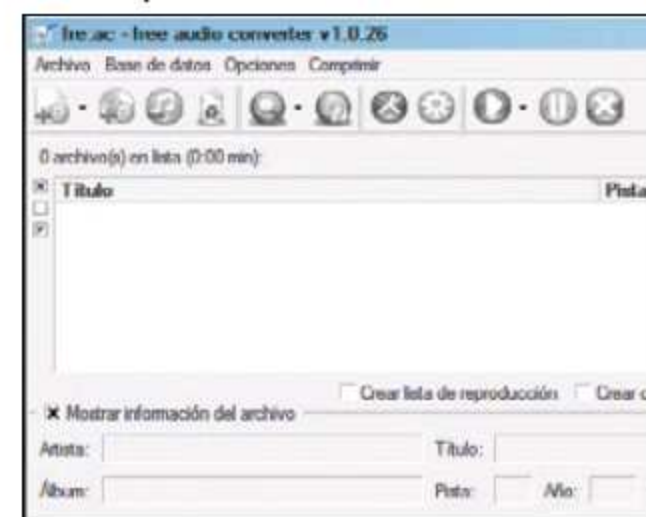 fre:ac - free audio converter v1.0.26
Archivo Base de datos Opciones Comprimir
0 archivo(s) en lista (0:00 min):
Título Pista
Crear lista de reproducción Crear
Mostrar información del archivo
Artista: Título:
Álbum: Pista: Año: